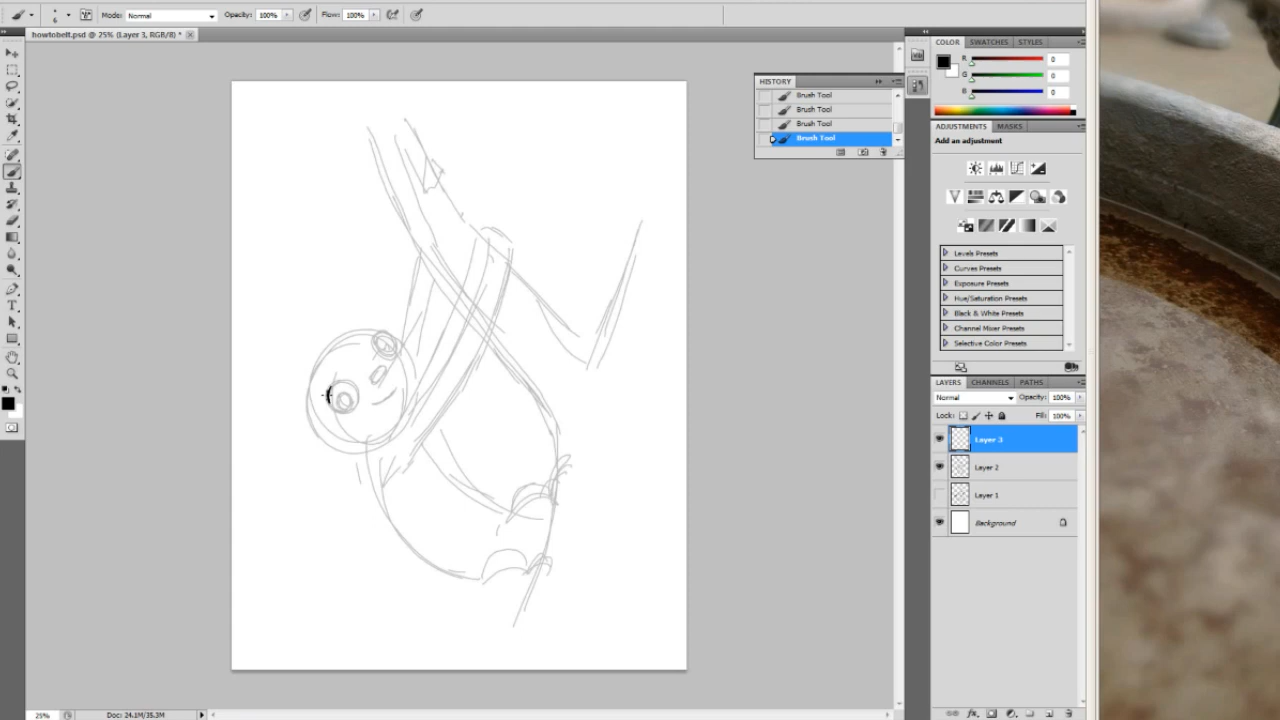 Mode: Normal Opacity: 100% Flow: 100%
6
howtobelt.psd @ 25% (Layer 3, RGB/8) *
HISTORY
Brush Tool
Brush Tool
Brush Tool
Brush Tool
COLOR SWATCHES STYLES
R 0
G 0
B 0
ADJUSTMENTS MASKS
Add an adjustment
Levels Presets
Curves Presets
Exposure Presets
Hue/Saturation Presets
Black & White Presets
Channel Mixer Presets
Selective Color Presets
LAYERS CHANNELS PATHS
Normal Opacity: 100%
Lock: Fill: 100%
Layer 3
Layer 2
Layer 1
Background
25% Doc: 24.1M/35.3M